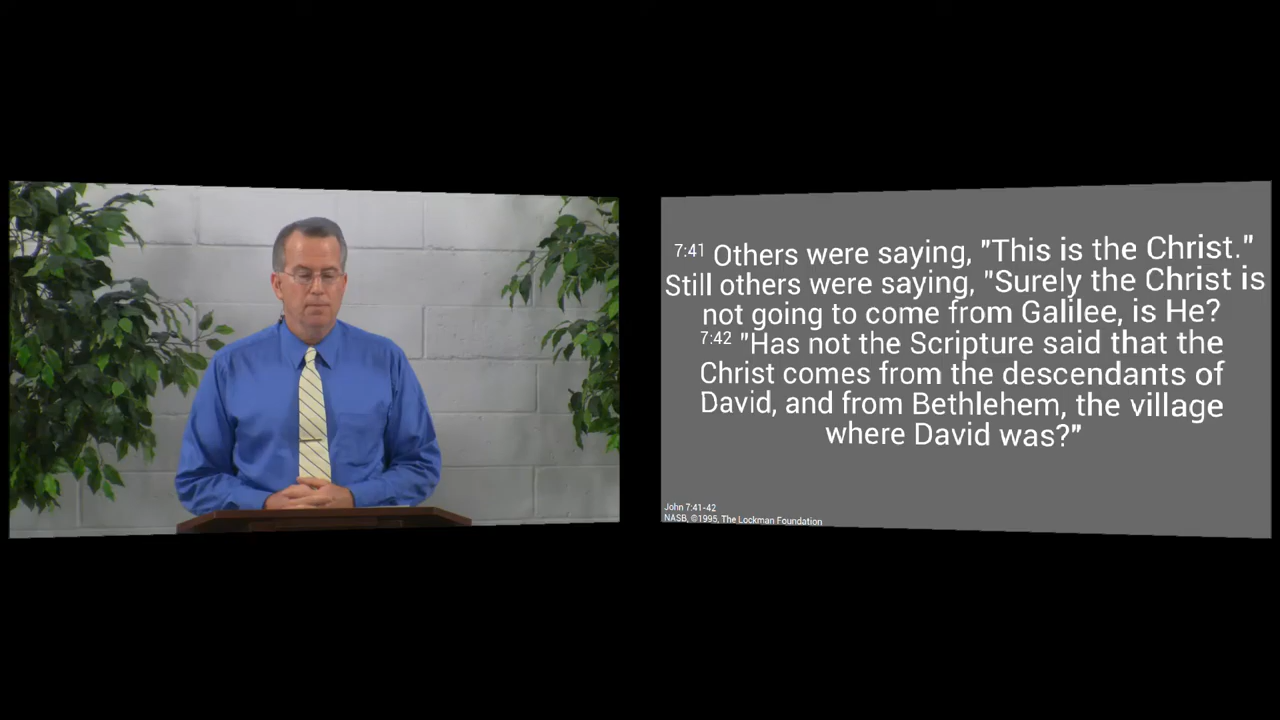 7:41 Others were saying, "This is the Christ."
Still others were saying, "Surely the Christ is
not going to come from Galilee, is He?
7:42 "Has not the Scripture said that the
Christ comes from the descendants of
David, and from Bethlehem, the village
where David was?"
John 7:41-42
NASB, ©1995, The Lockman Foundation